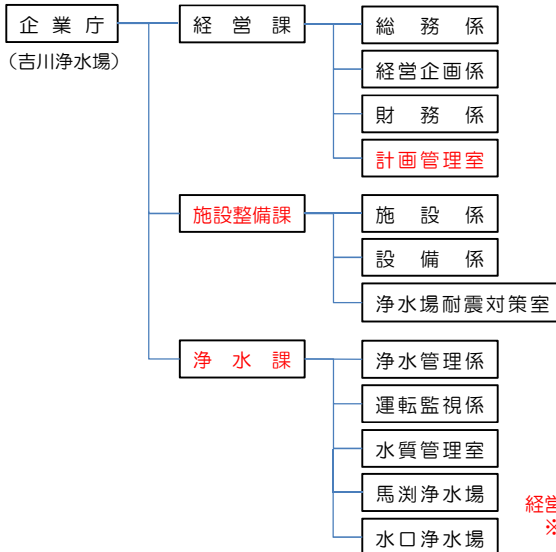 企業庁
(吉川浄水場)
経営課
総務係
経営企画係
財務係
計画管理室
施設整備課
施設係
設備係
浄水場耐震対策室
浄水課
浄水管理係
運転監視係
水質管理室
馬渕浄水場
水口浄水場
経営
※